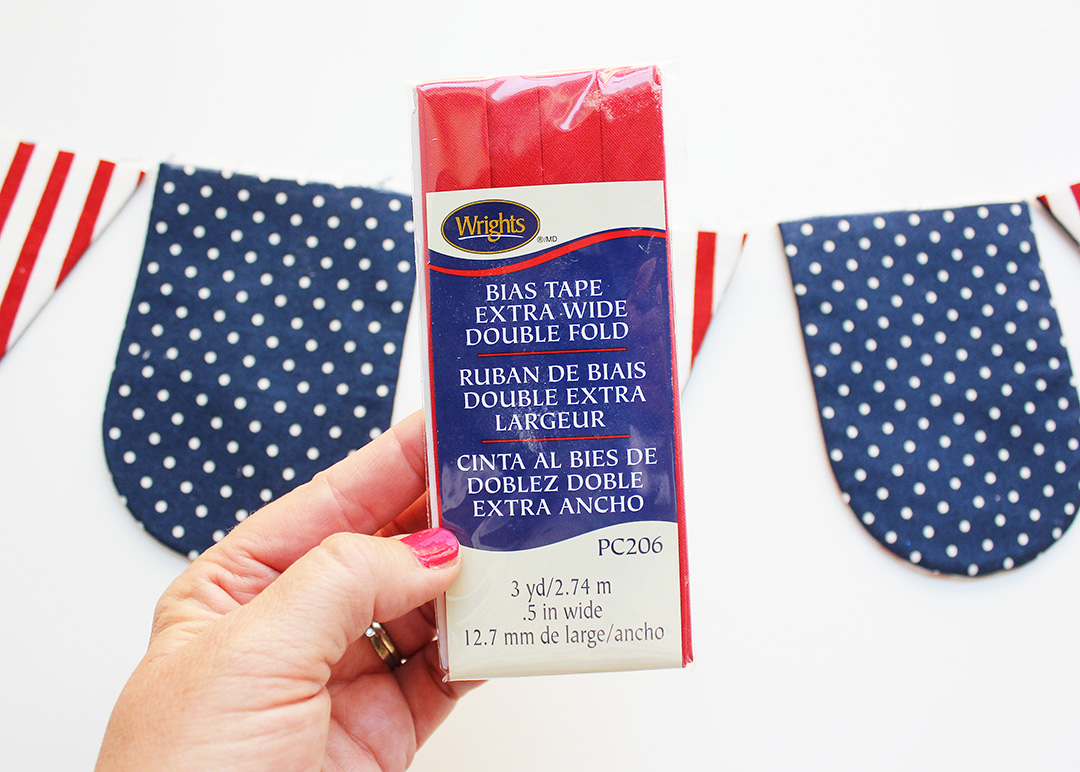 Wrights
®/MD
BIAS TAPE
EXTRA WIDE
DOUBLE FOLD
RUBAN DE BIAIS
DOUBLE EXTRA
LARGEUR
CINTA AL BIES DE
DOBLEZ DOBLE
EXTRA ANCHO
PC206
3 yd/2.74 m
.5 in wide
12.7 mm de large/ancho